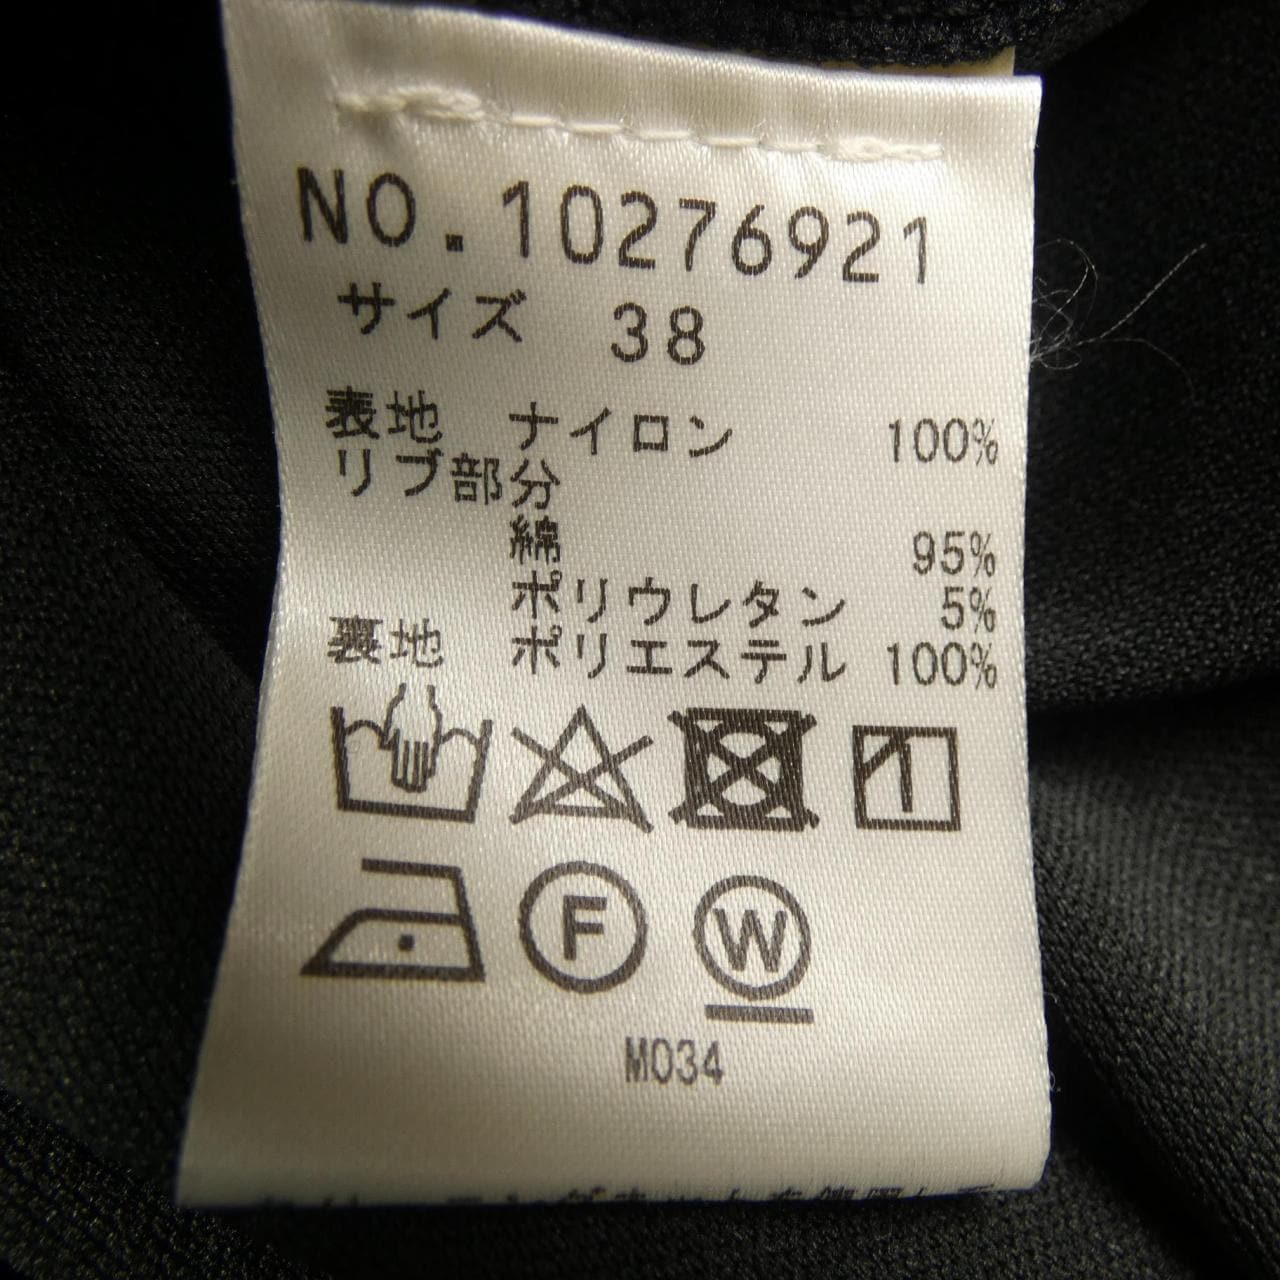 NO.10276921
サイズ 38
表地 ナイロン 100%
リブ部分
綿 95%
ポリウレタン 5%
裏地 ポリエステル 100%
F W
M034